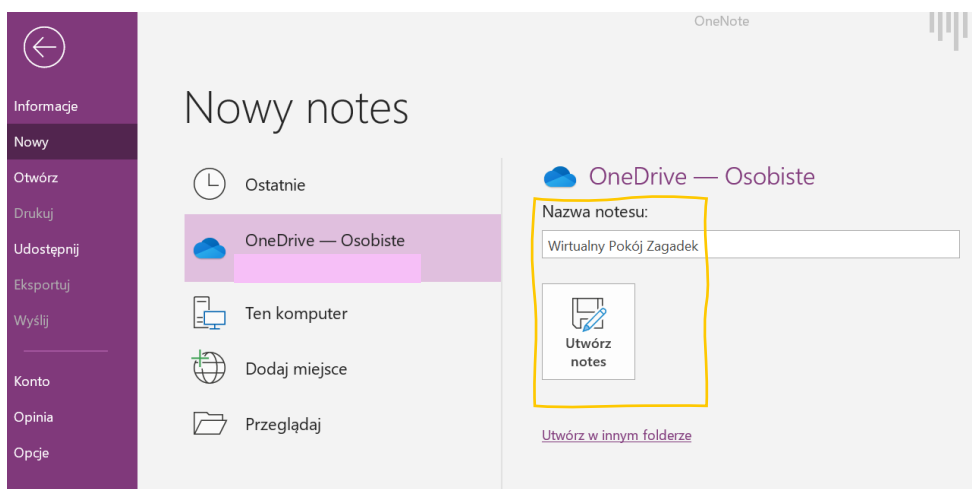 OneNote
Informacje
Nowy
Otwórz
Drukuj
Udostępnij
Eksportuj
Wyślij
Konto
Opinia
Opcje
Nowy notes
Ostatnie
OneDrive — Osobiste
Ten komputer
Dodaj miejsce
Przeglądaj
OneDrive — Osobiste
Nazwa notesu:
Wirtualny Pokój Zagadek
Utwórz
notes
Utwórz w innym folderze